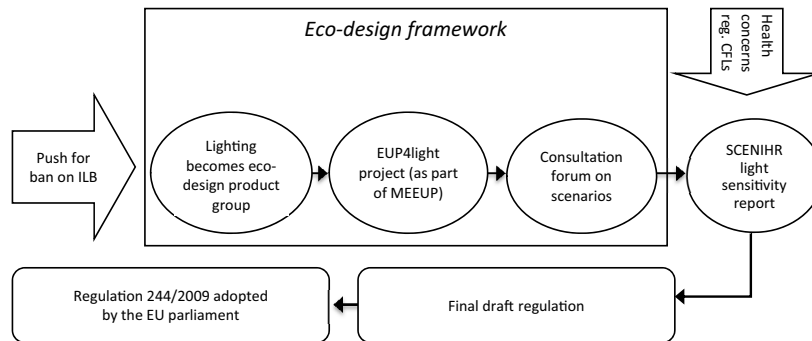 Eco-design framework
Health
concerns
reg. CFLs
Push for
ban on ILB
Lighting
becomes eco-
design product
group
EUP4light
project (as part
of MEEUP)
Consultation
forum on
scenarios
SCENIHR
light
sensitivity
report
Regulation 244/2009 adopted
by the EU parliament
Final draft regulation